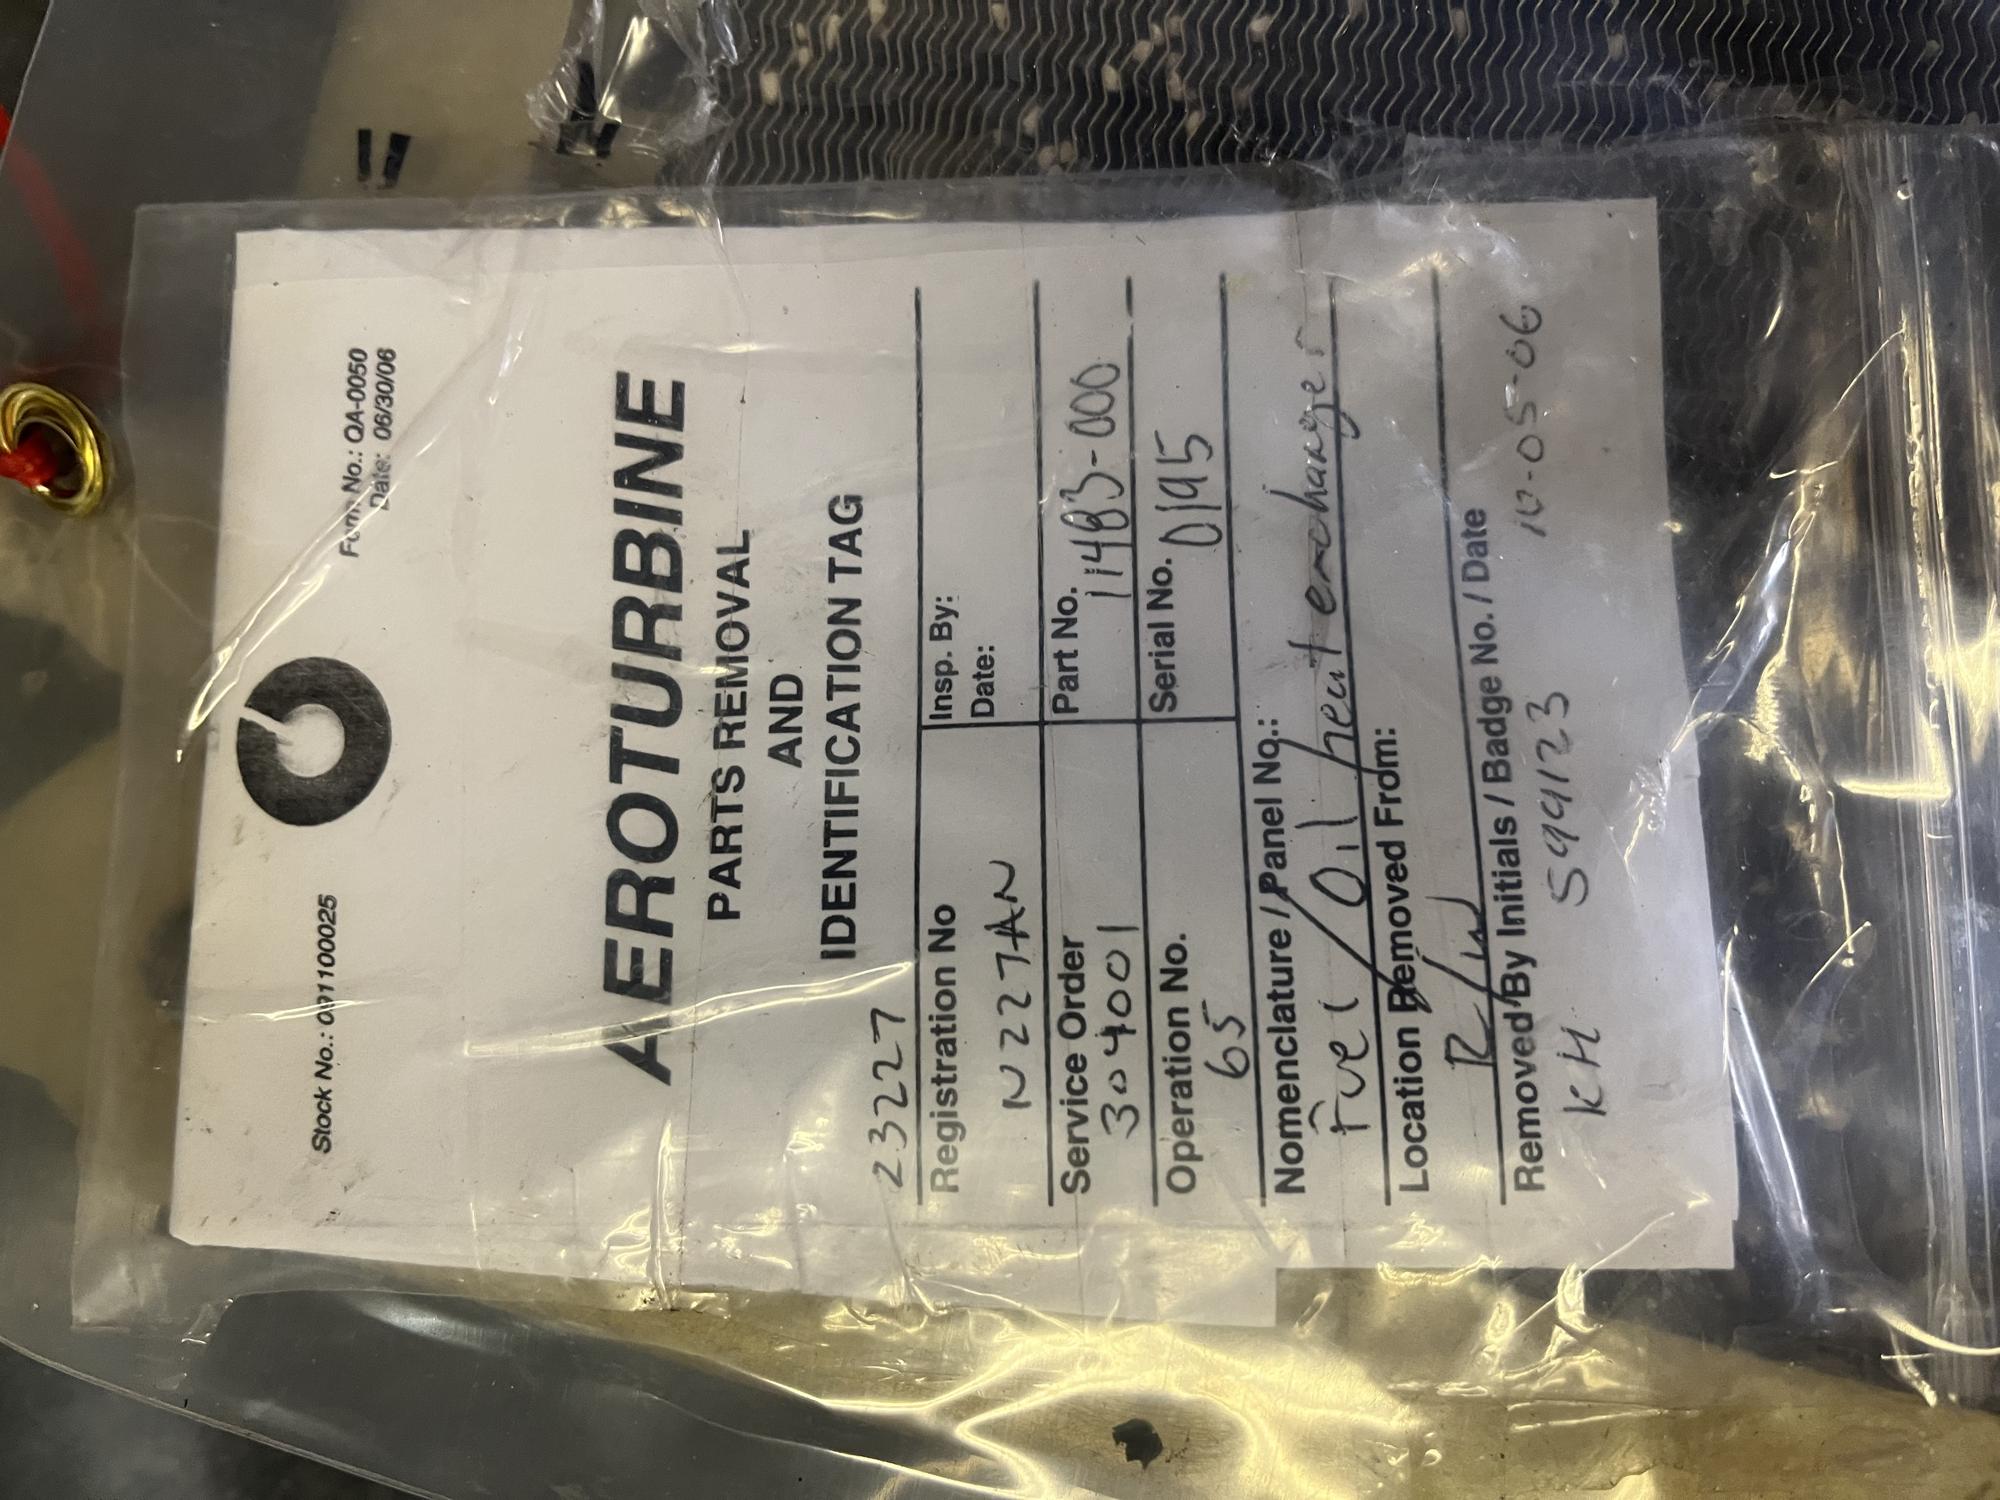 Stock No.: 091100025
Form No.: QA-0050
Date: 06/30/06
AEROTURBINE
PARTS REMOVAL
AND
IDENTIFICATION TAG
23227
Registration No
N227AN
Insp. By:
Date:
Service Order
304001
Part No.
11483-000
Operation No.
65
Serial No.
0195
Nomenclature / Panel No.:
Fuel / Oil heat exchanger
Location Removed From:
R/W
Removed By Initials / Badge No. / Date
KH 599123 10-05-06